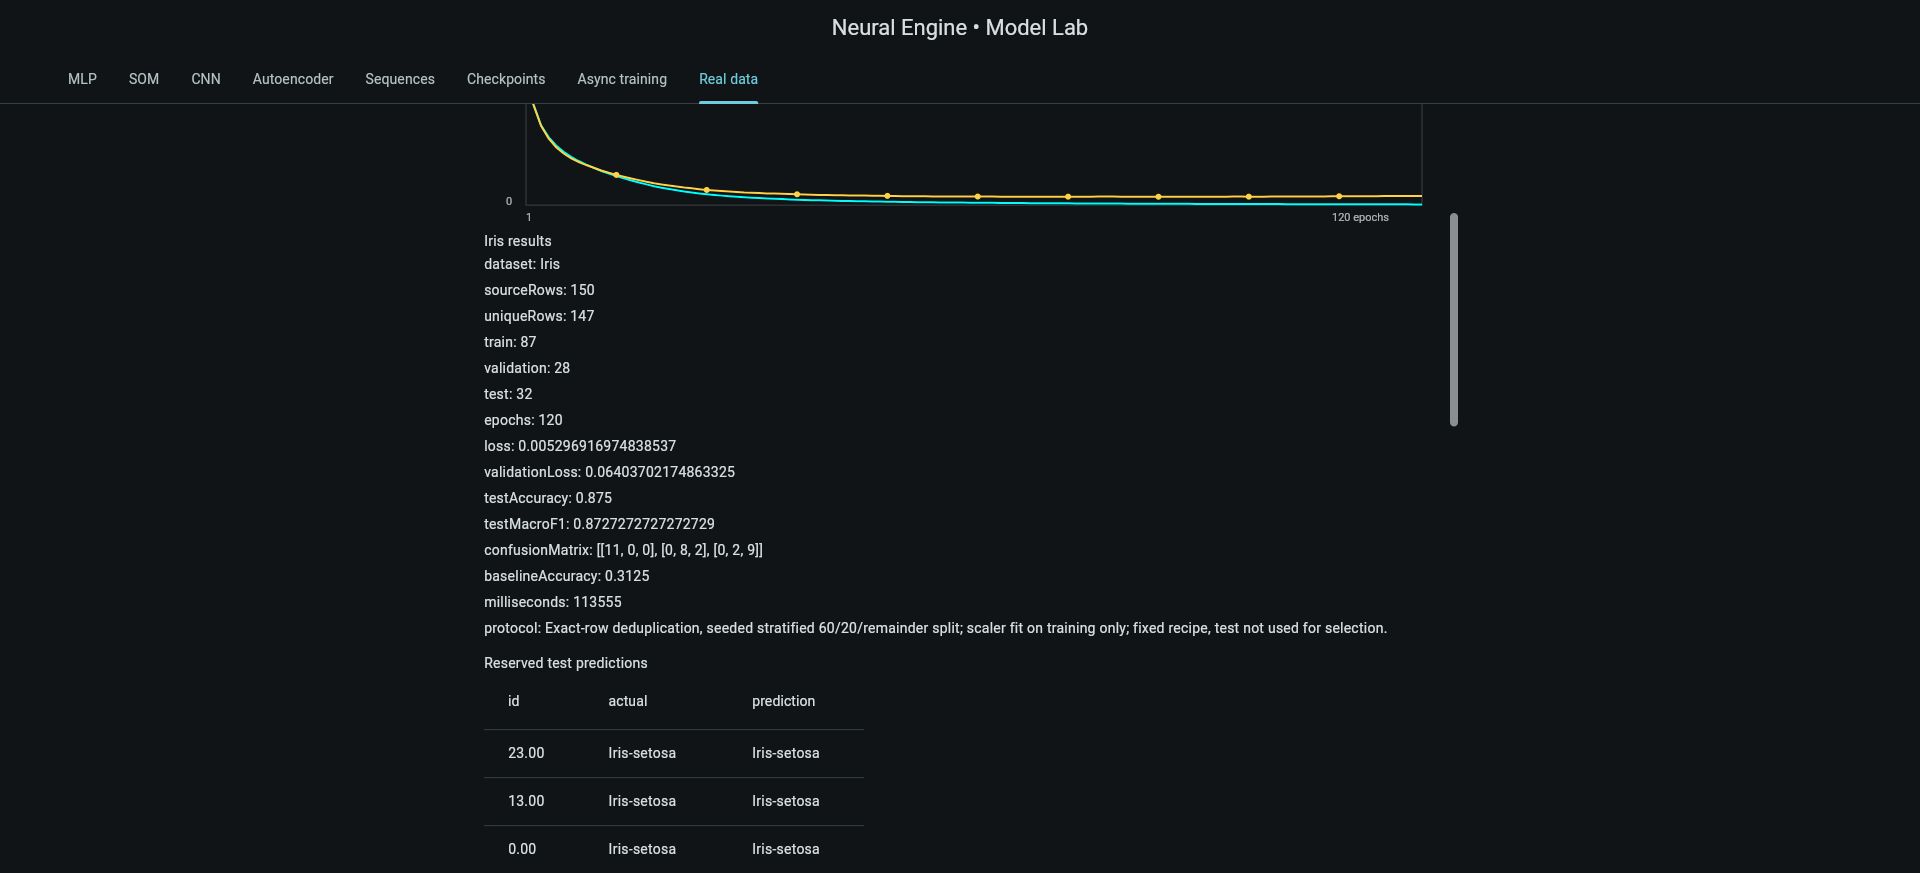 Neural Engine • Model Lab
MLP SOM CNN Autoencoder Sequences Checkpoints Async training Real data
0
1 120 epochs
Iris results
dataset: Iris
sourceRows: 150
uniqueRows: 147
train: 87
validation: 28
test: 32
epochs: 120
loss: 0.005296916974838537
validationLoss: 0.06403702174863325
testAccuracy: 0.875
testMacroF1: 0.8727272727272729
confusionMatrix: [[11, 0, 0], [0, 8, 2], [0, 2, 9]]
baselineAccuracy: 0.3125
milliseconds: 113555
protocol: Exact-row deduplication, seeded stratified 60/20/remainder split; scaler fit on training only; fixed recipe, test not used for selection.
Reserved test predictions
id actual prediction
23.00 Iris-setosa Iris-setosa
13.00 Iris-setosa Iris-setosa
0.00 Iris-setosa Iris-setosa